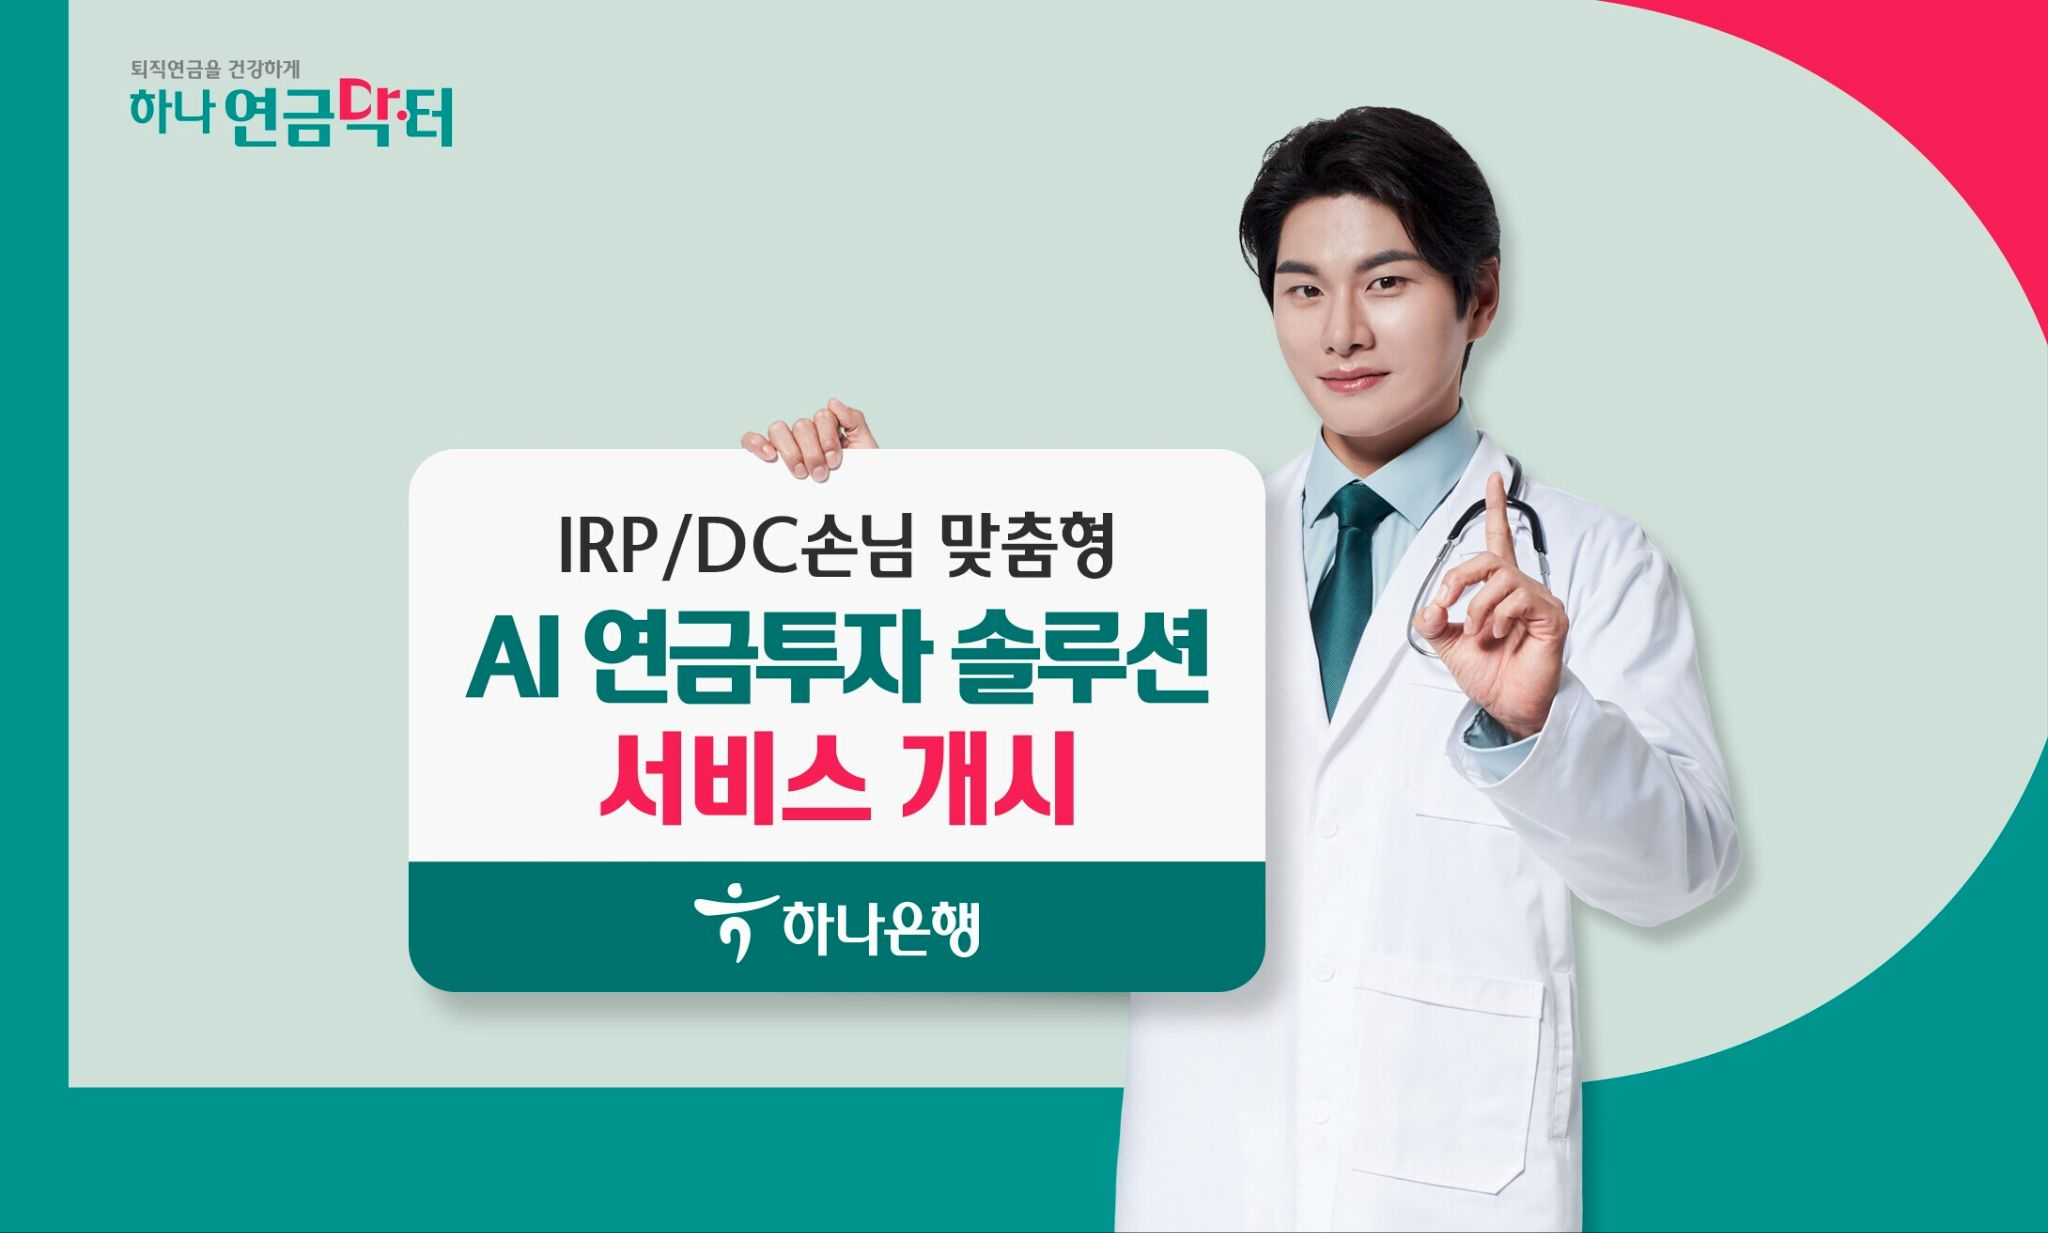 퇴직연금을 건강하게
하나 연금Dr.닥터
IRP/DC손님 맞춤형
AI 연금투자 솔루션
서비스 개시
하나은행